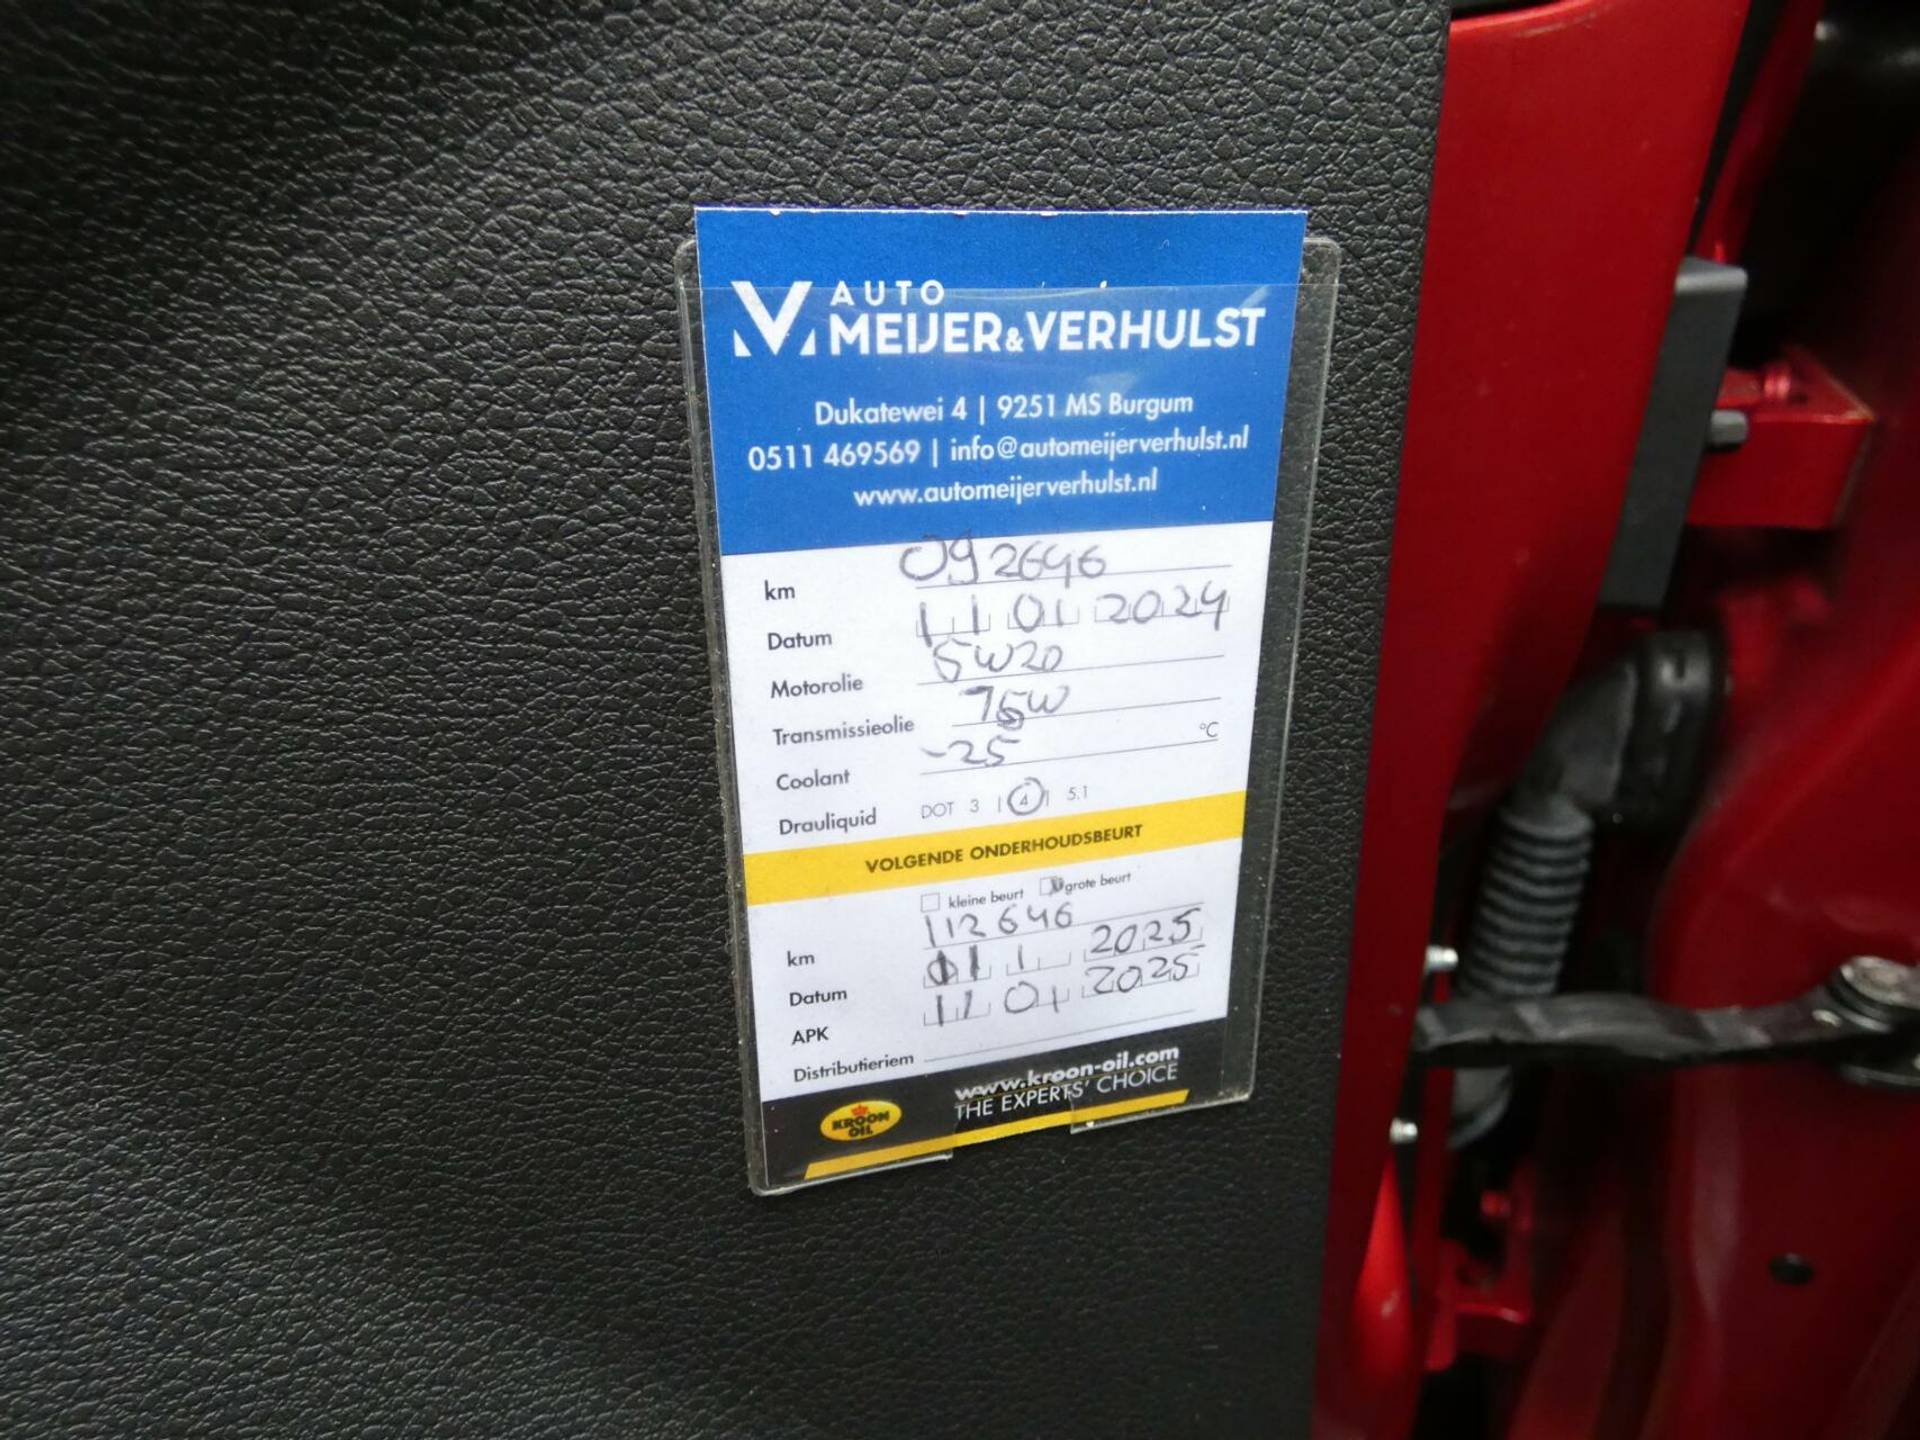 AUTO
MEIJER&VERHULST
Dukatewei 4 | 9251 MS Burgum
0511 469569 | info@automeijerverhulst.nl
www.automeijerverhulst.nl
km 092646
Datum 11 01 2024
Motorolie 5W20
Transmissieolie 75W
Coolant -25 °C
Drauliquid DOT 3 | 4 | 5.1
VOLGENDE ONDERHOUDSBEURT
kleine beurt grote beurt
km 112646
Datum 11 1 2025
APK 11 01 2025
Distributieriem
KROON OIL
www.kroon-oil.com
THE EXPERTS' CHOICE